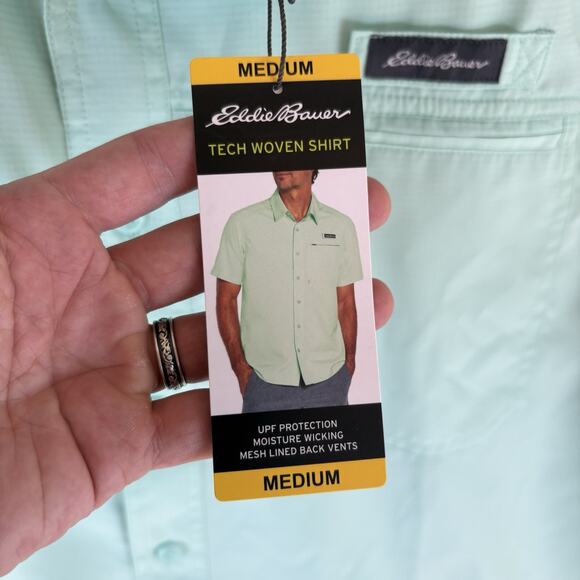 MEDIUM
Eddie Bauer
Eddie Bauer
TECH WOVEN SHIRT
UPF PROTECTION
MOISTURE WICKING
MESH LINED BACK VENTS
MEDIUM